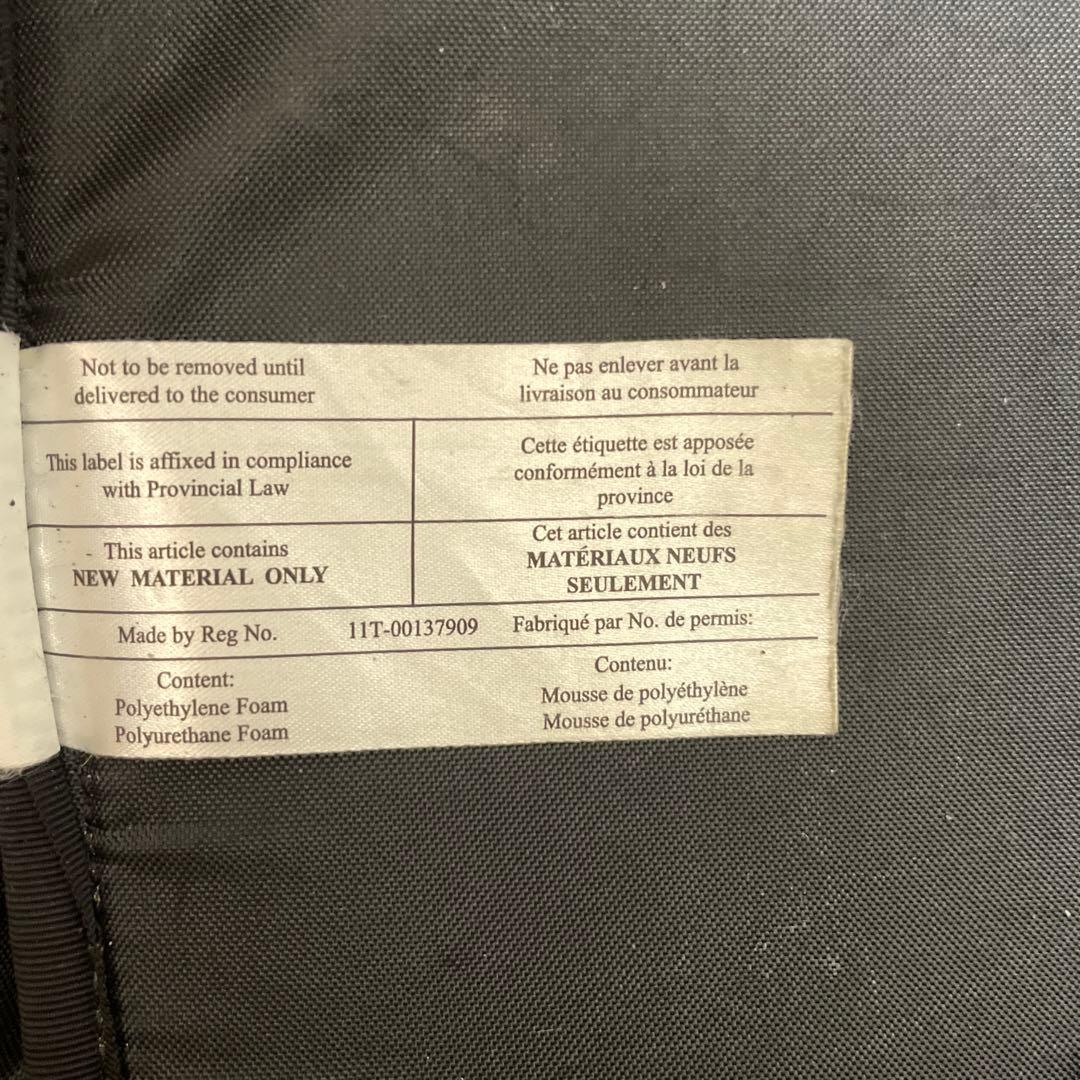 Not to be removed until
delivered to the consumer
Ne pas enlever avant la
livraison au consommateur
This label is affixed in compliance
with Provincial Law
Cette étiquette est apposée
conformément à la loi de la
province
- This article contains
NEW MATERIAL ONLY
Cet article contient des
MATÉRIAUX NEUFS
SEULEMENT
Made by Reg No. 11T-00137909 Fabriqué par No. de permis:
Content:
Polyethylene Foam
Polyurethane Foam
Contenu:
Mousse de polyéthylène
Mousse de polyuréthane